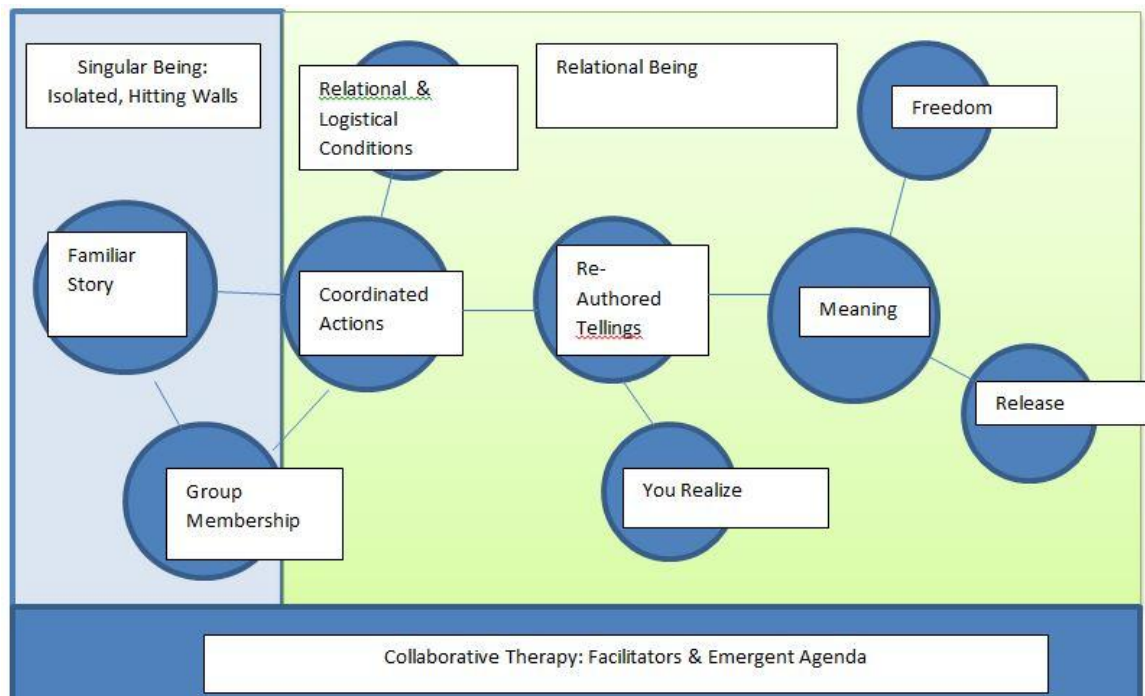 Singular Being:
Isolated, Hitting Walls
Relational &
Logistical
Conditions
Relational Being
Freedom
Familiar
Story
Coordinated
Actions
Re-
Authored
Tellings
Meaning
Release
Group
Membership
You Realize
Collaborative Therapy: Facilitators & Emergent Agenda